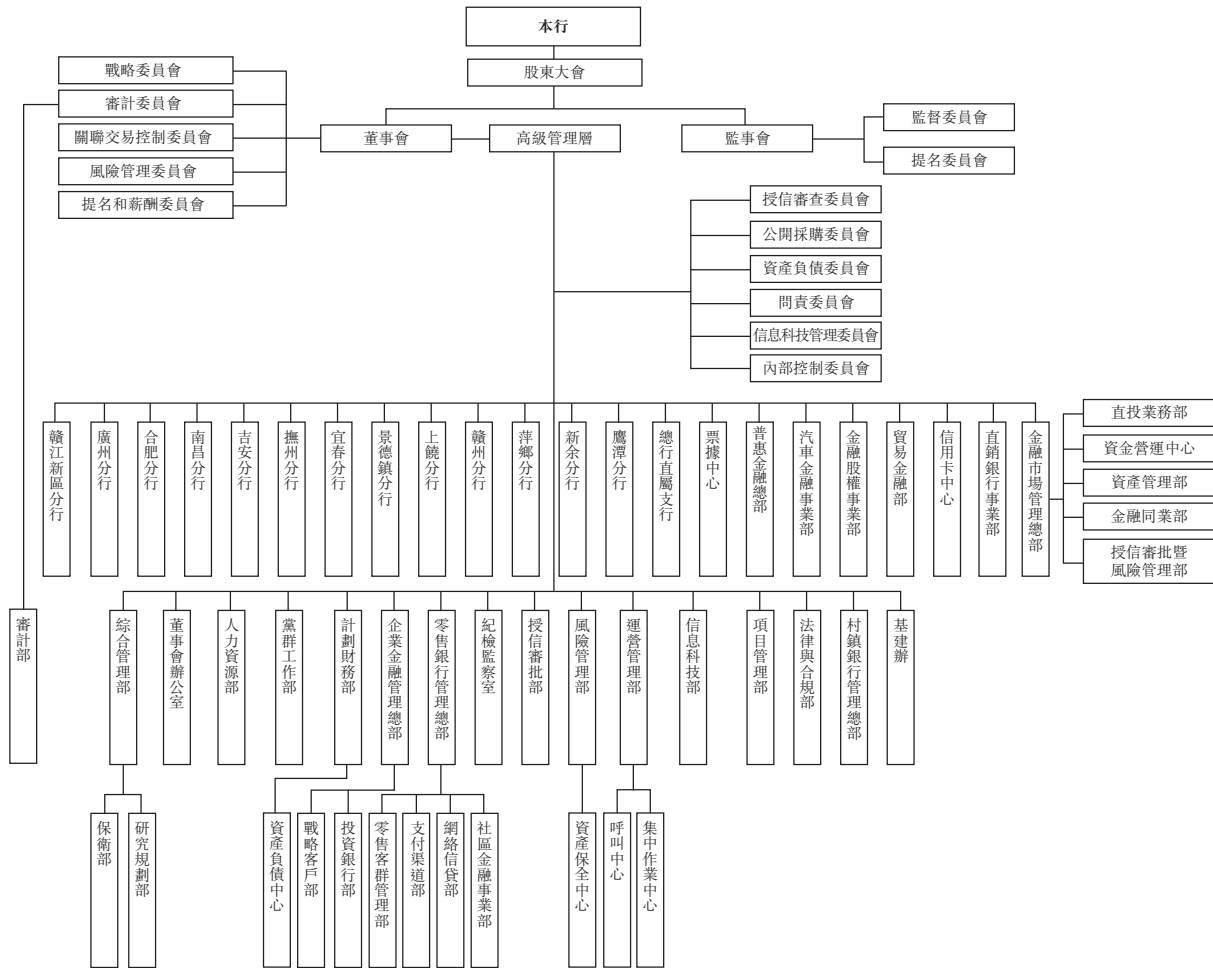 本行
股東大會
戰略委員會
審計委員會
關聯交易控制委員會
風險管理委員會
提名和薪酬委員會
董事會
高級管理層
監事會
監督委員會
提名委員會
授信審查委員會
公開採購委員會
資產負債委員會
問責委員會
信息科技管理委員會
內部控制委員會
贛江新區分行
廣州分行
合肥分行
南昌分行
吉安分行
撫州分行
宜春分行
景德鎮分行
上饒分行
贛州分行
萍鄉分行
新余分行
鷹潭分行
總行直屬支行
票據中心
普惠金融總部
汽車金融事業部
金融股權事業部
貿易金融部
信用卡中心
直銷銀行事業部
金融市場管理總部
直投業務部
資金營運中心
資產管理部
金融同業部
授信審批暨
風險管理部
審計部
綜合管理部
董事會辦公室
人力資源部
黨群工作部
計劃財務部
企業金融管理總部
零售銀行管理總部
紀檢監察室
授信審批部
風險管理部
運營管理部
信息科技部
項目管理部
法律與合規部
村鎮銀行管理總部
基建辦
保衛部
研究規劃部
資產負債中心
戰略客戶部
投資銀行部
零售客群管理部
支付渠道部
網絡信貸部
社區金融事業部
資產保全中心
呼叫中心
集中作業中心